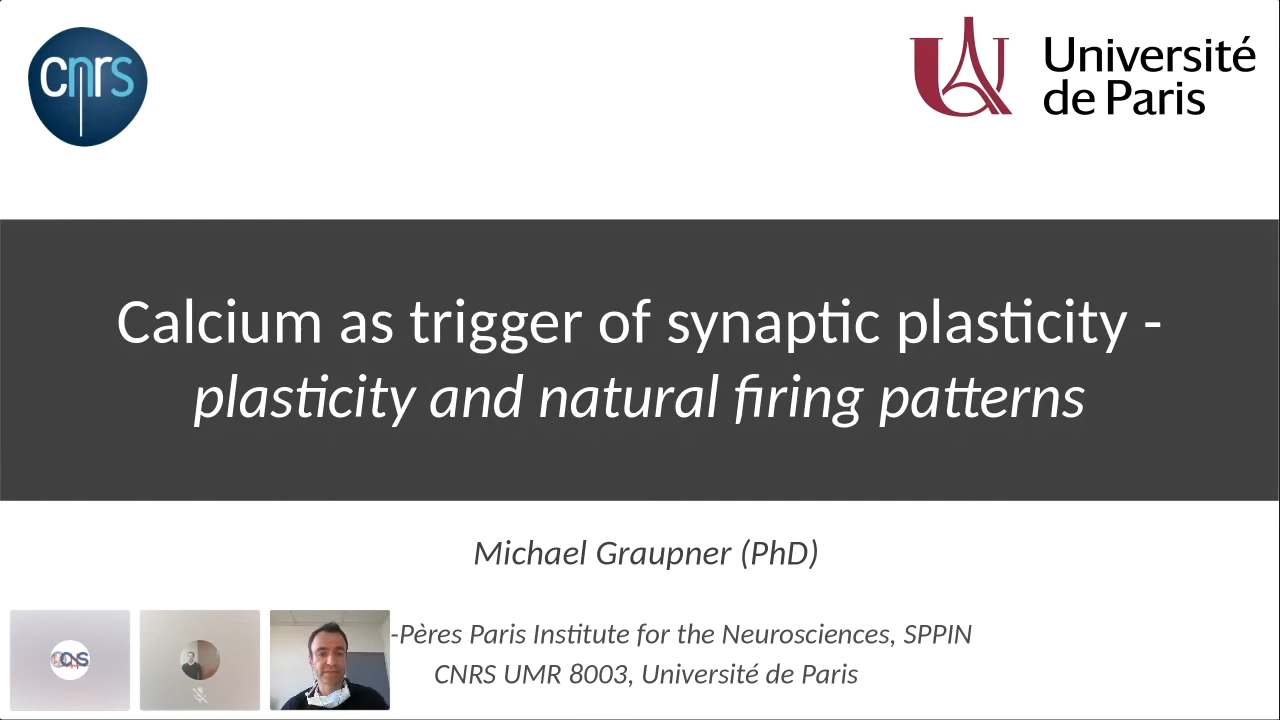 cnrs
Université
de Paris
Calcium as trigger of synaptic plasticity -
plasticity and natural firing patterns
Michael Graupner (PhD)
-Pères Paris Institute for the Neurosciences, SPPIN
CNRS UMR 8003, Université de Paris